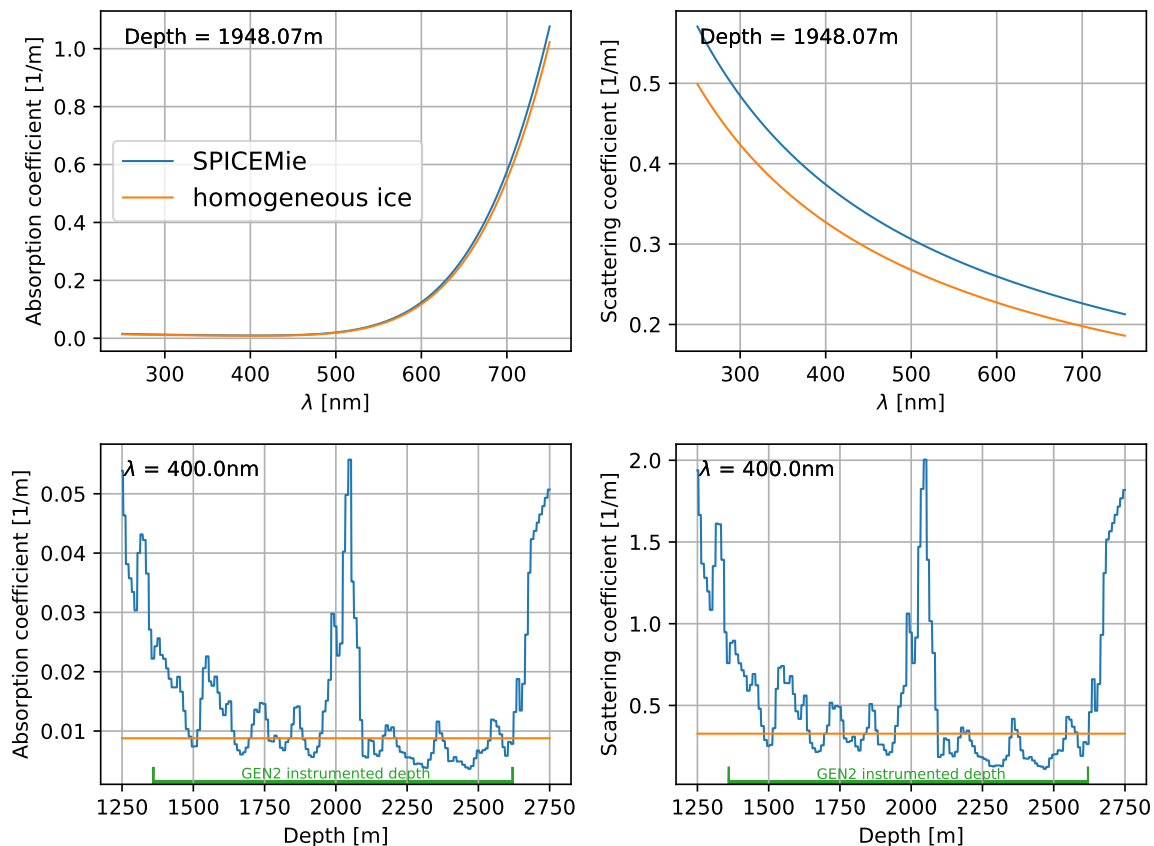 Depth = 1948.07m
Absorption coefficient [1/m]
1.0
0.8
0.6
0.4
0.2
0.0
SPICEMie
homogeneous ice
300 400 500 600 700
λ [nm]
Depth = 1948.07m
Scattering coefficient [1/m]
0.5
0.4
0.3
0.2
300 400 500 600 700
λ [nm]
λ = 400.0nm
Absorption coefficient [1/m]
0.05
0.04
0.03
0.02
0.01
GEN2 instrumented depth
1250 1500 1750 2000 2250 2500 2750
Depth [m]
λ = 400.0nm
Scattering coefficient [1/m]
2.0
1.5
1.0
0.5
GEN2 instrumented depth
1250 1500 1750 2000 2250 2500 2750
Depth [m]